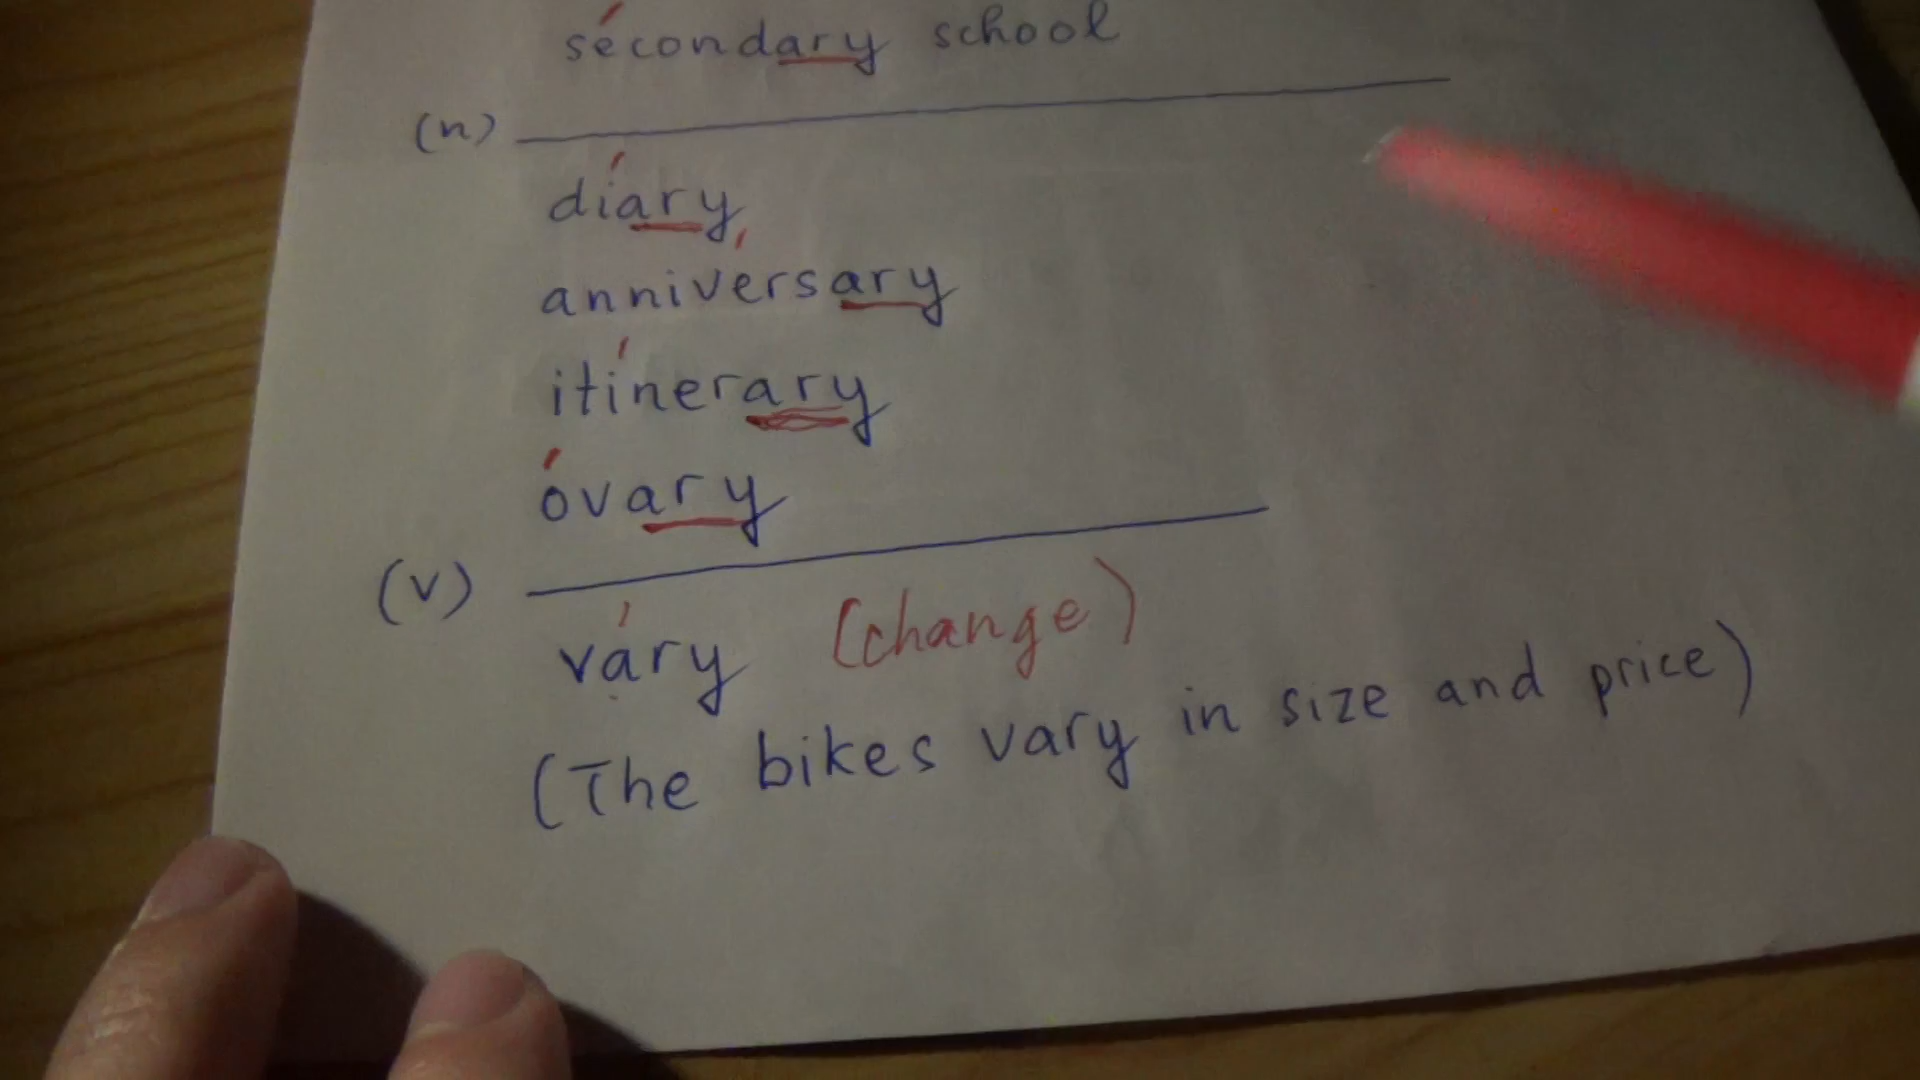 secondary school
(n)
diary
anniversary
itinerary
ovary
(v)
vary (change)
(The bikes vary in size and price)